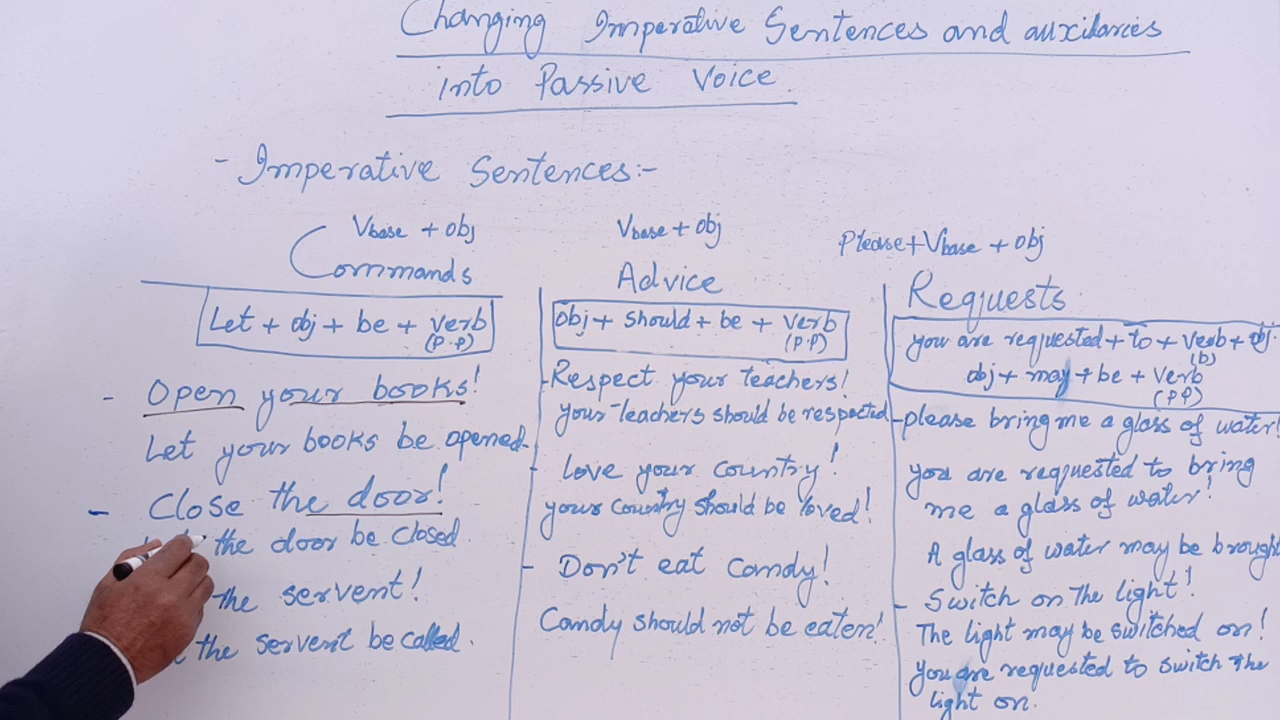 Changing Imperative Sentences and auxilaries
into Passive Voice.
- Imperative Sentences:-
Vbase + obj
Commands
Let + obj + be + verb
(P.P)
- Open your books!
Let your books be opened.
- Close the door!
the door be closed.
the servent!
the servent be called.
Vbase + obj
Advice
obj + should + be + verb
(P.P)
- Respect your teachers!
your teachers should be respected
- love your country!
your country should be loved!
- Don't eat candy!
Candy should not be eaten!
Please + Vbase + obj
Requests
you are requested + to + verb + obj.
(b)
obj + may + be + verb
(PP)
- please bring me a glass of water!
you are requested to bring
me a glass of water!
A glass of water may be brought
- Switch on the light!
The light may be switched on!
you are requested to switch the
light on.